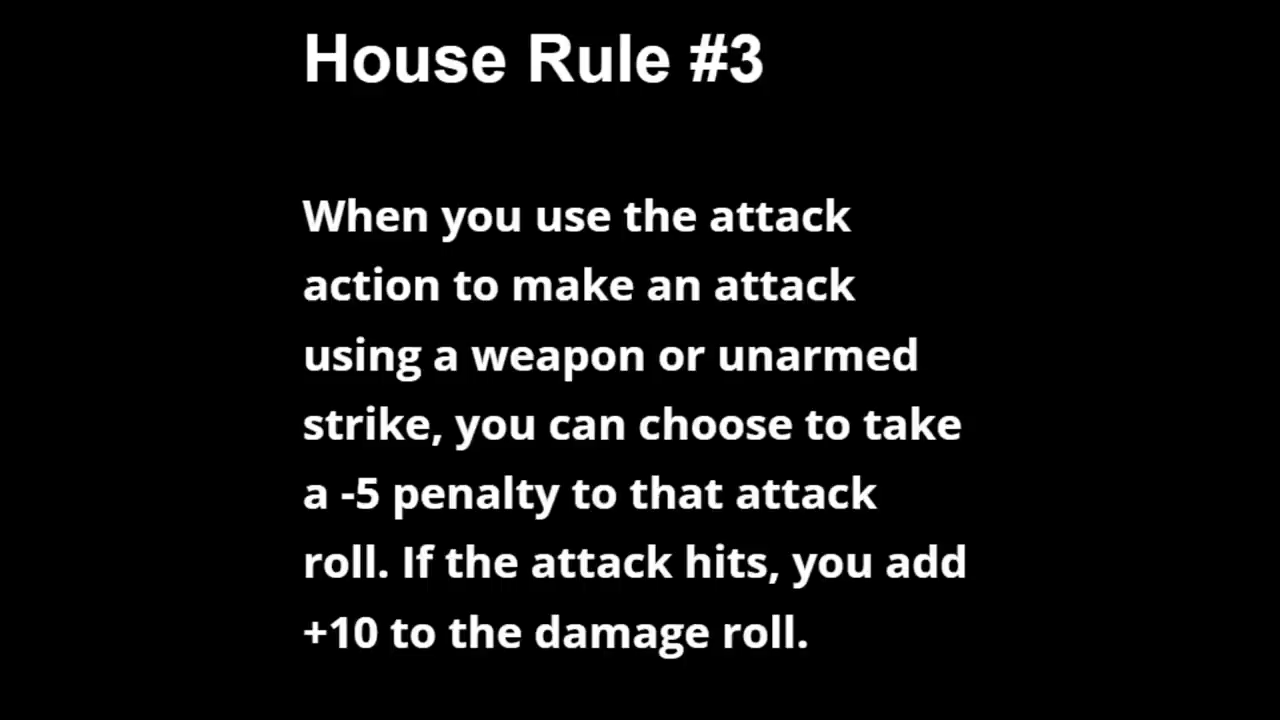 House Rule #3
When you use the attack
action to make an attack
using a weapon or unarmed
strike, you can choose to take
a -5 penalty to that attack
roll. If the attack hits, you add
+10 to the damage roll.